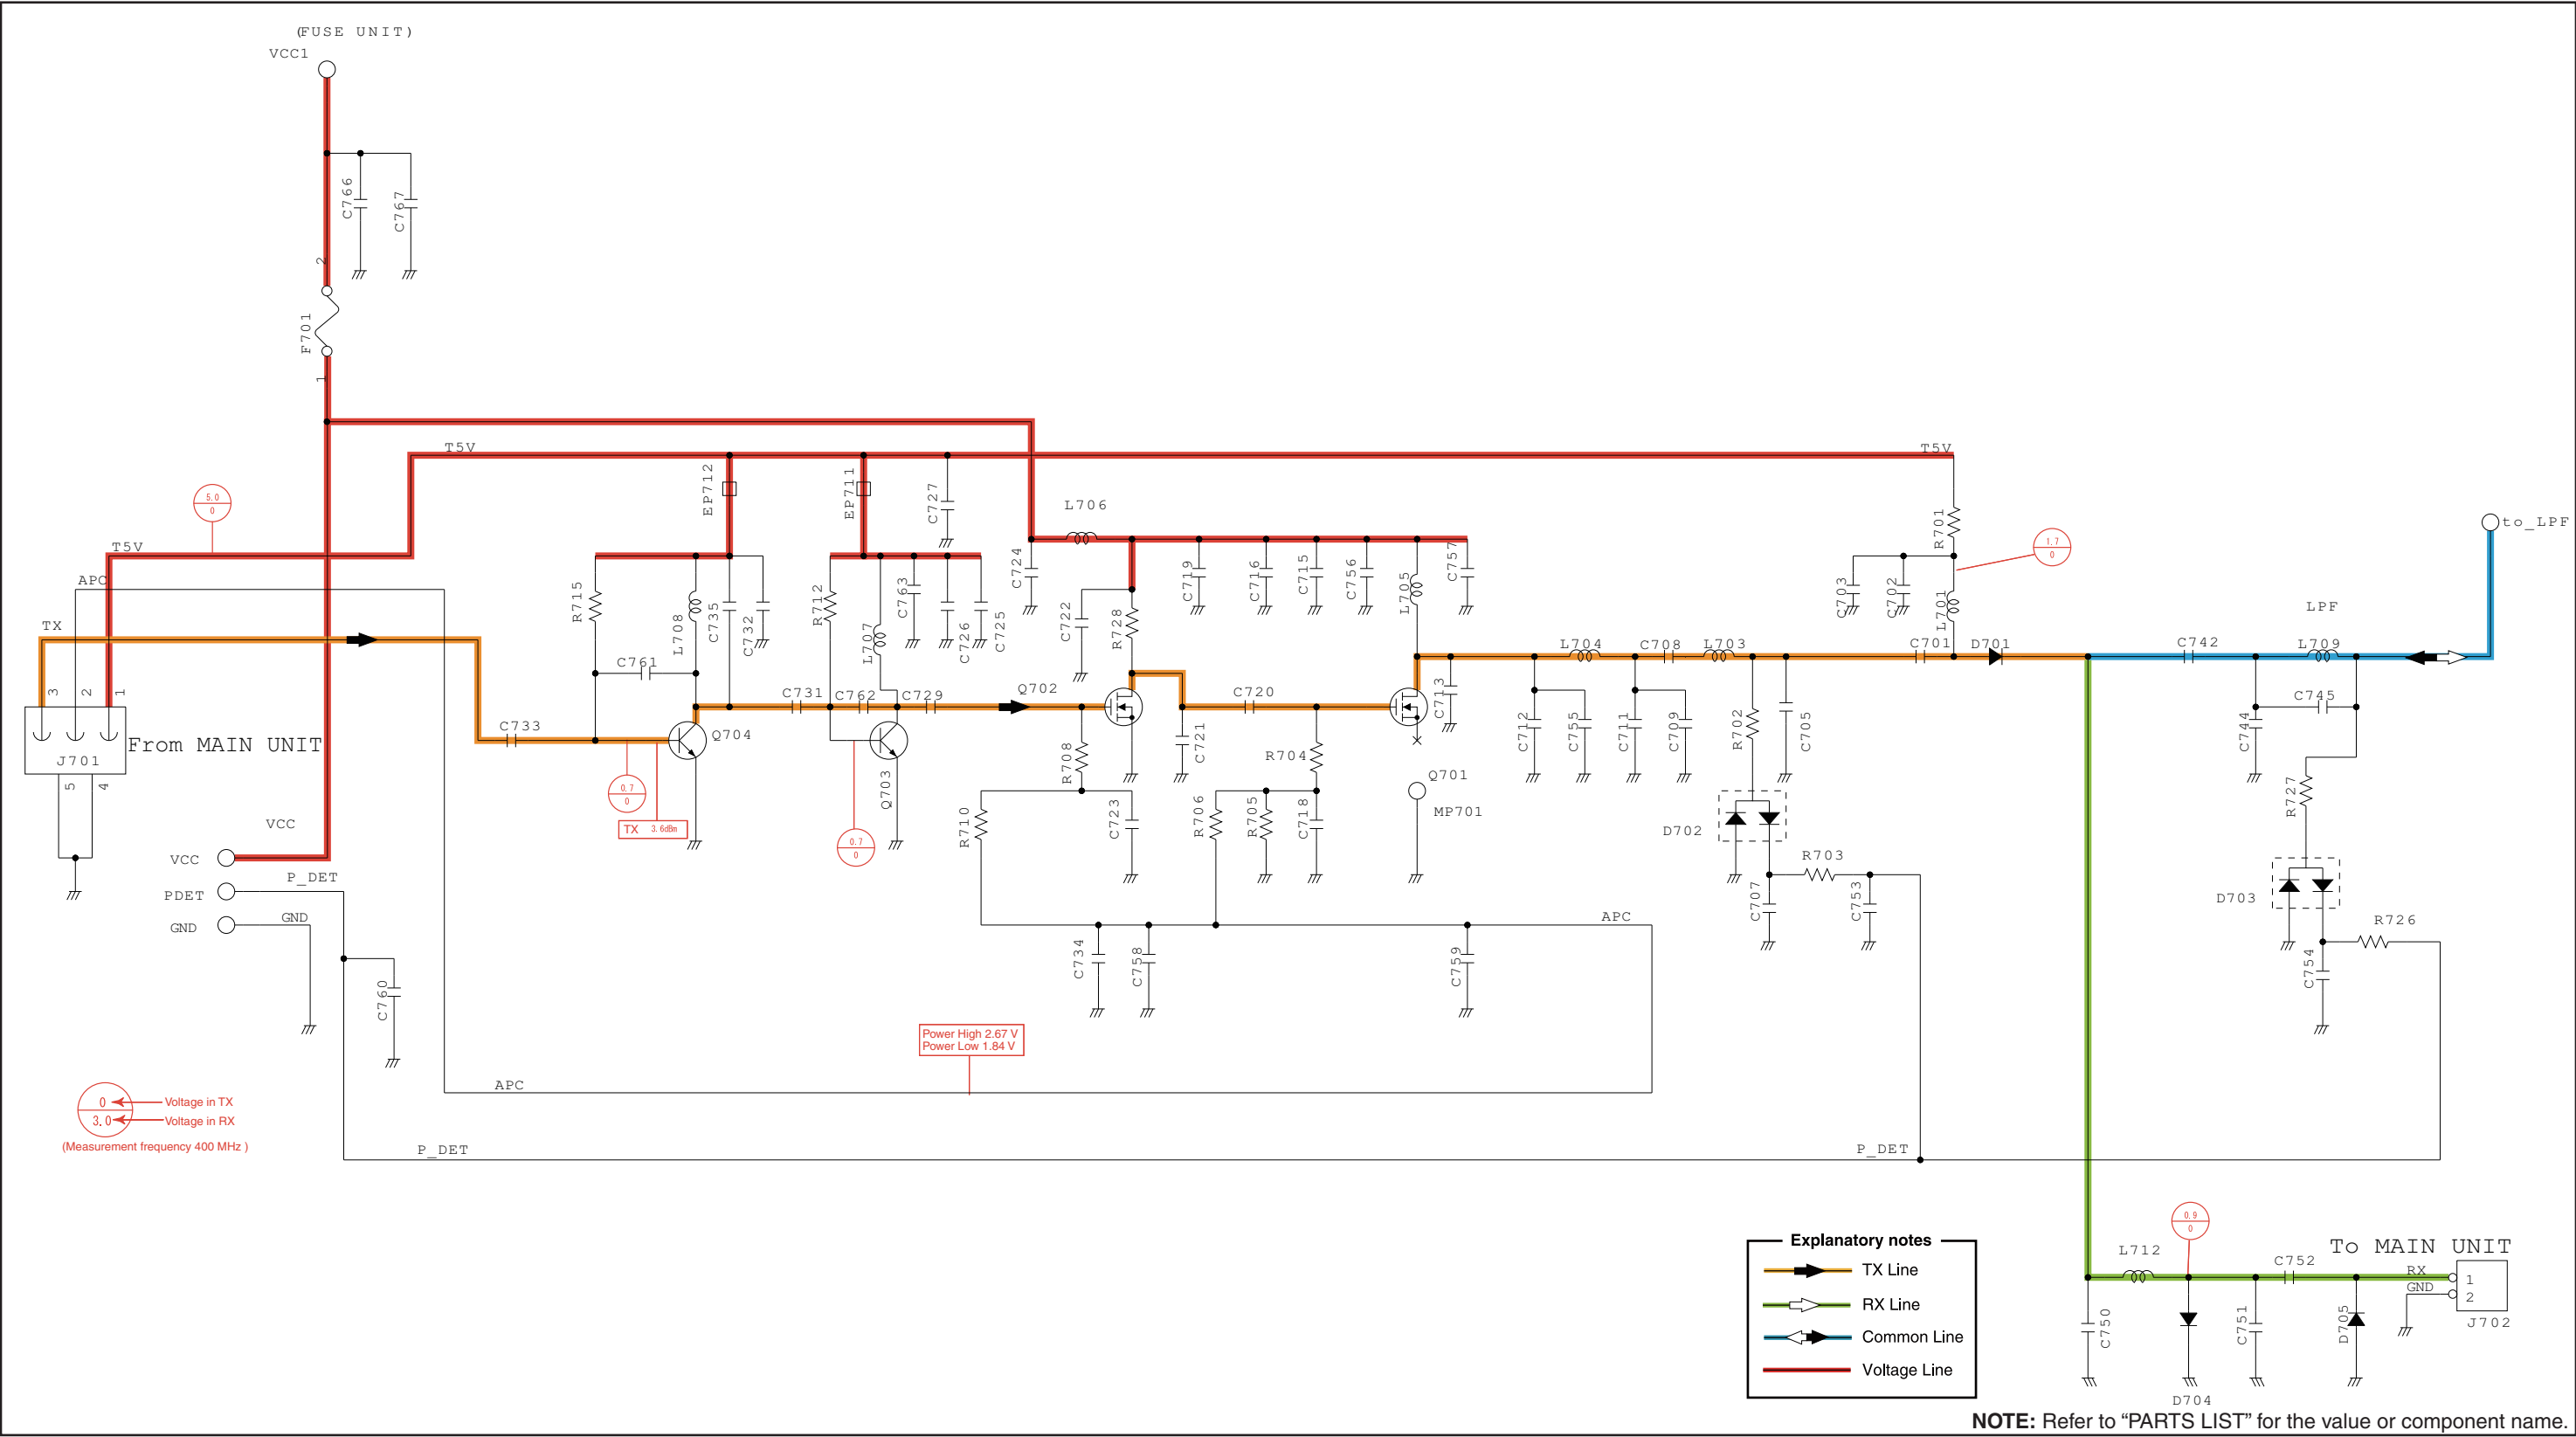 (FUSE UNIT)
VCC1
C766
C767
2
F701
1
T5V
T5V
EP712
EP711
C727
L706
5.0
0
T5V
APC
TX
3
2
1
J701
From MAIN UNIT
5
4
R715
L708
C735
C732
C761
R712
L707
C763
C726
C725
C724
C722
R728
C719
C716
C715
C756
L705
C757
R701
1.7
0
C703
C702
L701
to_LPF
LPF
C733
Q704
C731
C762
C729
Q702
Q703
C720
C721
C713
L704
C708
L703
C701
D701
C742
L709
C745
C744
0.7
0
TX 3.6dBm
0.7
0
R708
R704
C712
C755
C711
C709
R702
C705
Q701
MP701
R710
C723
R706
R705
C718
D702
R703
C707
C753
R727
D703
R726
C754
VCC
VCC
P_DET
PDET
GND
GND
C760
APC
C734
C758
C759
Power High 2.67 V
Power Low 1.84 V
APC
0
Voltage in TX
3.0
Voltage in RX
(Measurement frequency 400 MHz )
P_DET
P_DET
0.9
0
L712
C752
To MAIN UNIT
RX
GND
1
2
J702
C750
C751
D705
D704
Explanatory notes
TX Line
RX Line
Common Line
Voltage Line
NOTE: Refer to “PARTS LIST” for the value or component name.